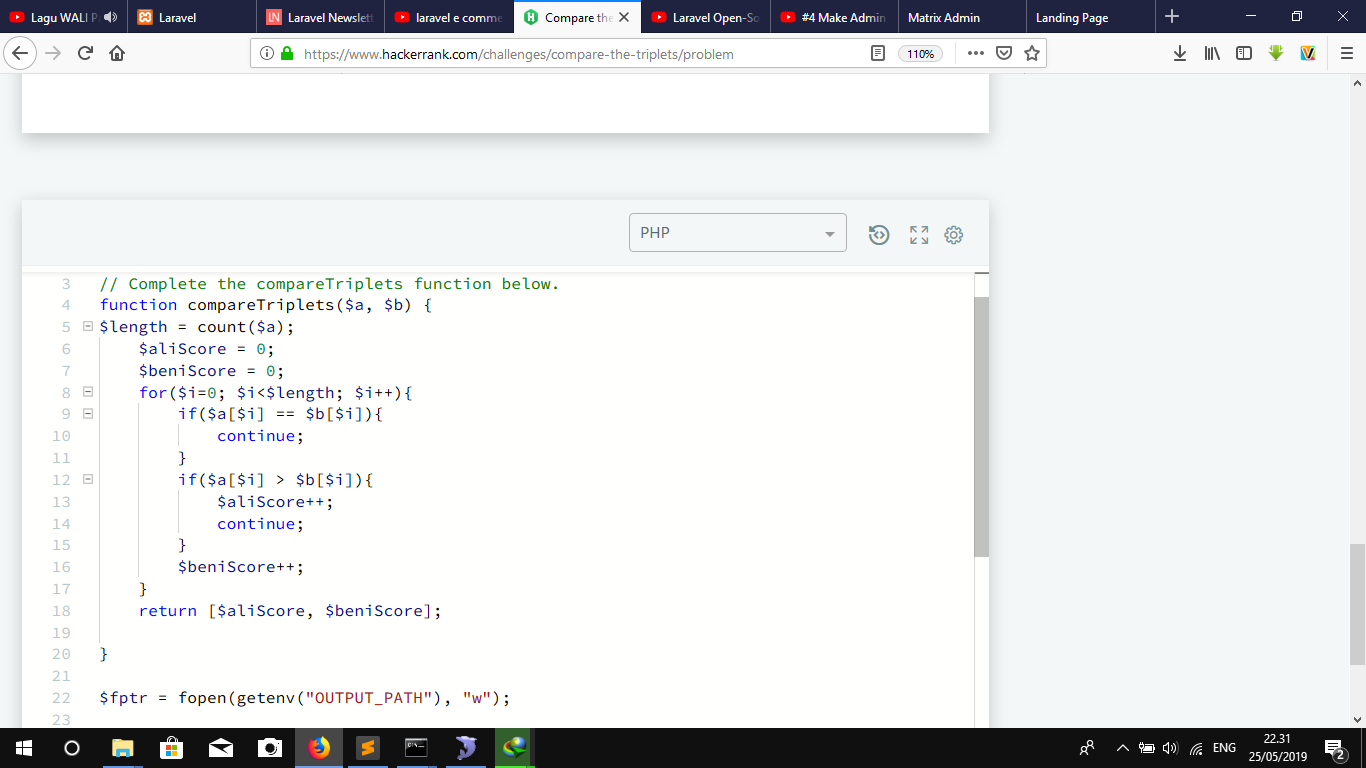 Lagu WALI P
Laravel
Laravel Newslett
laravel e comme
Compare the
Laravel Open-So
#4 Make Admin
Matrix Admin
Landing Page
https://www.hackerrank.com/challenges/compare-the-triplets/problem
110%
PHP
3 // Complete the compareTriplets function below.
4 function compareTriplets($a, $b) {
5 $length = count($a);
6 $aliScore = 0;
7 $beniScore = 0;
8 for($i=0; $i<$length; $i++){
9 if($a[$i] == $b[$i]){
10 continue;
11 }
12 if($a[$i] > $b[$i]){
13 $aliScore++;
14 continue;
15 }
16 $beniScore++;
17 }
18 return [$aliScore, $beniScore];
19
20 }
21
22 $fptr = fopen(getenv("OUTPUT_PATH"), "w");
23
ENG
22.31
25/05/2019
2